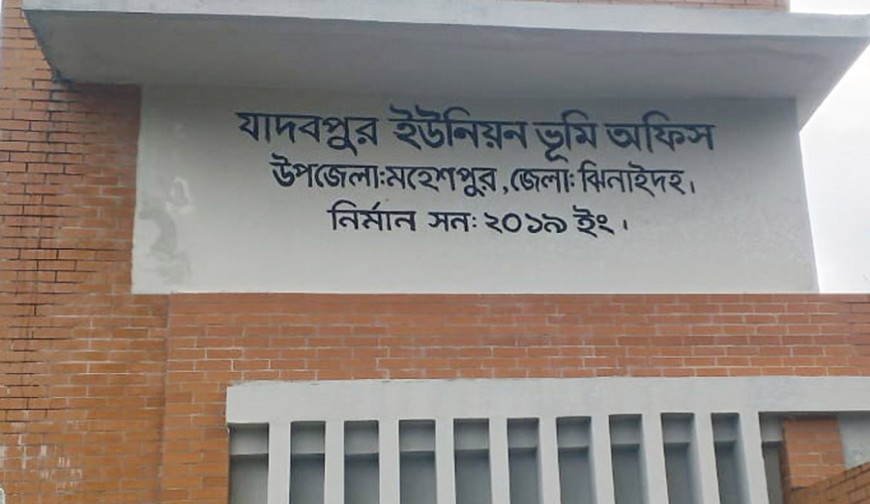 যাদবপুর ইউনিয়ন ভূমি অফিস
উপজেলাঃমহেশপুর, জেলাঃ ঝিনাইদহ।
নির্মান সনঃ ২০১৯ ইং।